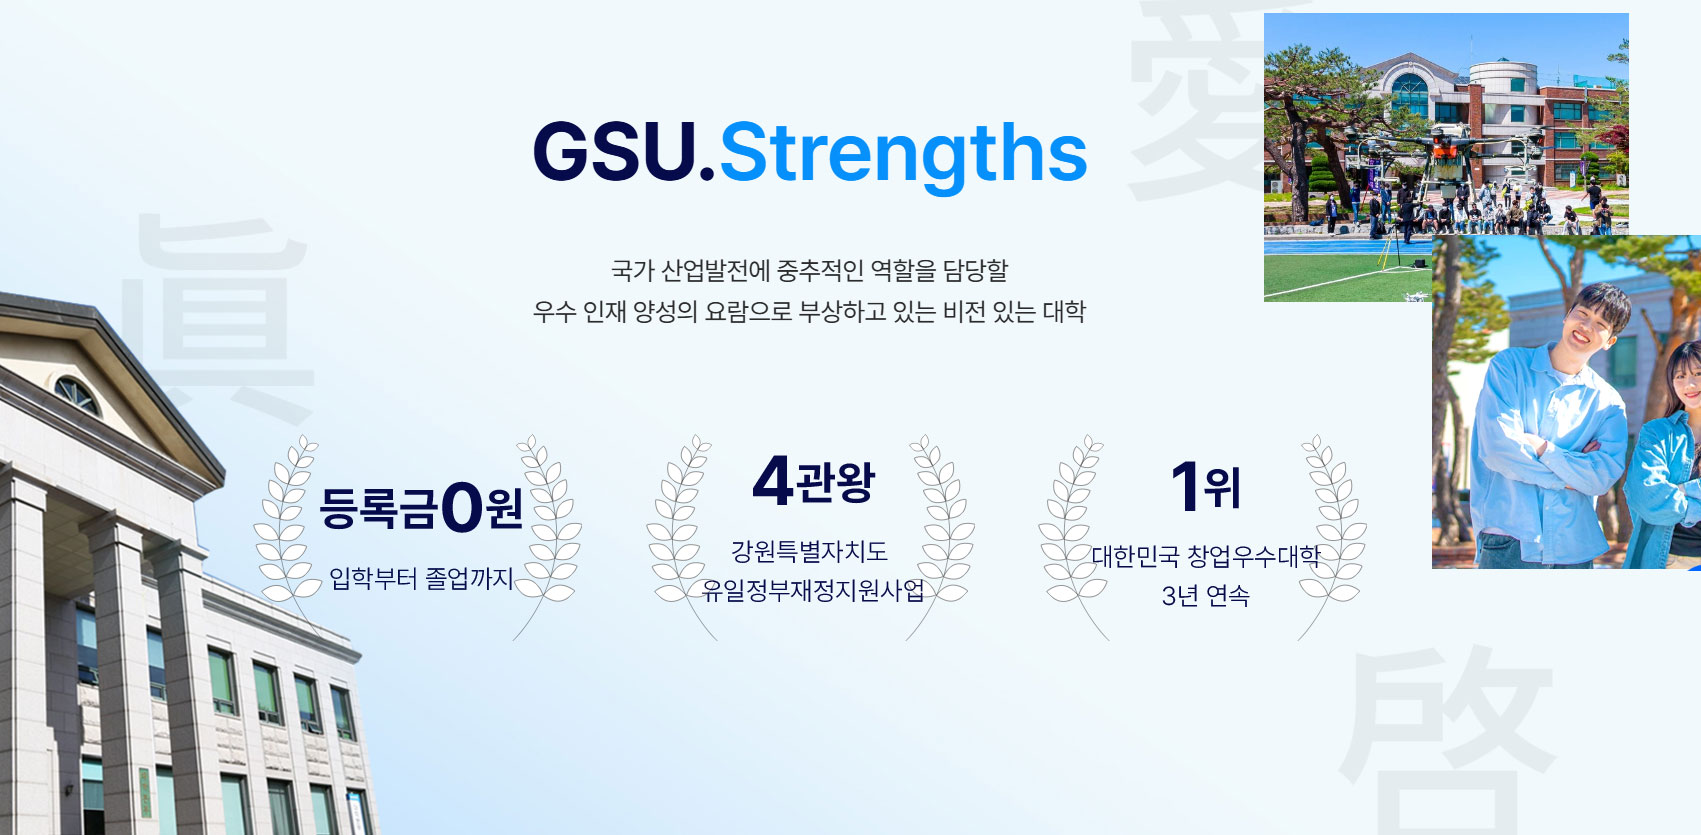 愛
GSU.Strengths
眞
국가 산업발전에 중추적인 역할을 담당할
우수 인재 양성의 요람으로 부상하고 있는 비전 있는 대학
등록금0원
입학부터 졸업까지
4관왕
강원특별자치도
유일정부재정지원사업
1위
대한민국 창업우수대학
3년 연속
啓